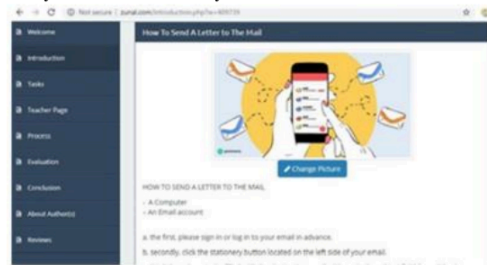 Not secure | zunal.com/introduction.php?w=409739
Welcome
Introduction
Tasks
Teacher Page
Process
Evaluation
Conclusion
About Author(s)
Reviews
How To Send A Letter to The Mail
Change Picture
HOW TO SEND A LETTER TO THE MAIL
- A Computer
- An Email account
a. the first, please sign in or log in to your email in advance.
b. secondly, click the stationery button located on the left side of your email.